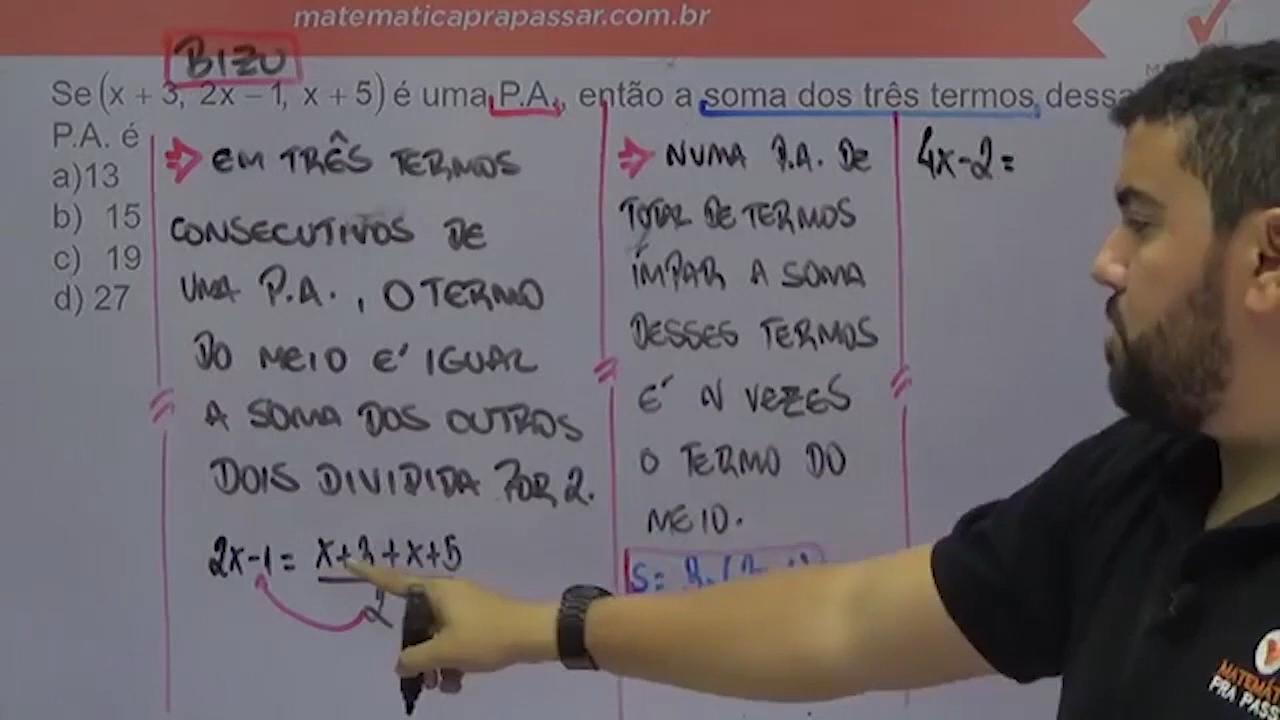 matematicaprapassar.com.br
BIZU
Se (x + 3, 2x – 1, x + 5) é uma P.A., então a soma dos três termos dessa
P.A. é
a)13
b) 15
c) 19
d) 27
⇒ EM TRÊS TERMOS
CONSECUTIVOS DE
UMA P.A., O TERMO
DO MEIO É IGUAL
A SOMA DOS OUTROS
DOIS DIVIDIDA POR 2.
2x-1 = x+3+x+5
2
⇒ NUMA P.A. DE
TOTAL DE TERMOS
ÍMPAR A SOMA
DESSES TERMOS
É N VEZES
O TERMO DO
MEIO.
S=
4x-2=
PRA